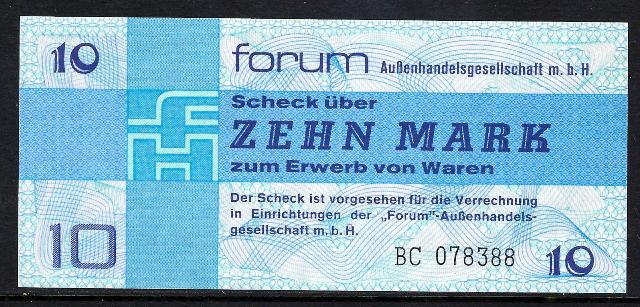 10 forum Außenhandelsgesellschaft m. b. H.
Scheck über
ZEHN MARK
zum Erwerb von Waren
Der Scheck ist vorgesehen für die Verrechnung
in Einrichtungen der „Forum"-Außenhandels-
gesellschaft m. b. H.
10 BC 078388 10